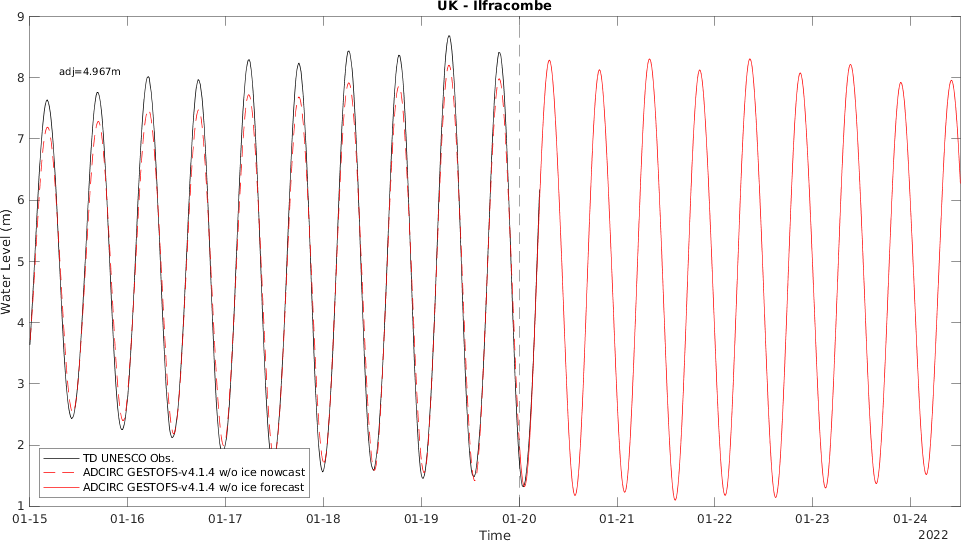 UK - Ilfracombe
9
8
7
6
5
4
3
2
1
Water Level (m)
adj=4.967m
TD UNESCO Obs.
ADCIRC GESTOFS-v4.1.4 w/o ice nowcast
ADCIRC GESTOFS-v4.1.4 w/o ice forecast
01-15 01-16 01-17 01-18 01-19 01-20 01-21 01-22 01-23 01-24
Time
2022